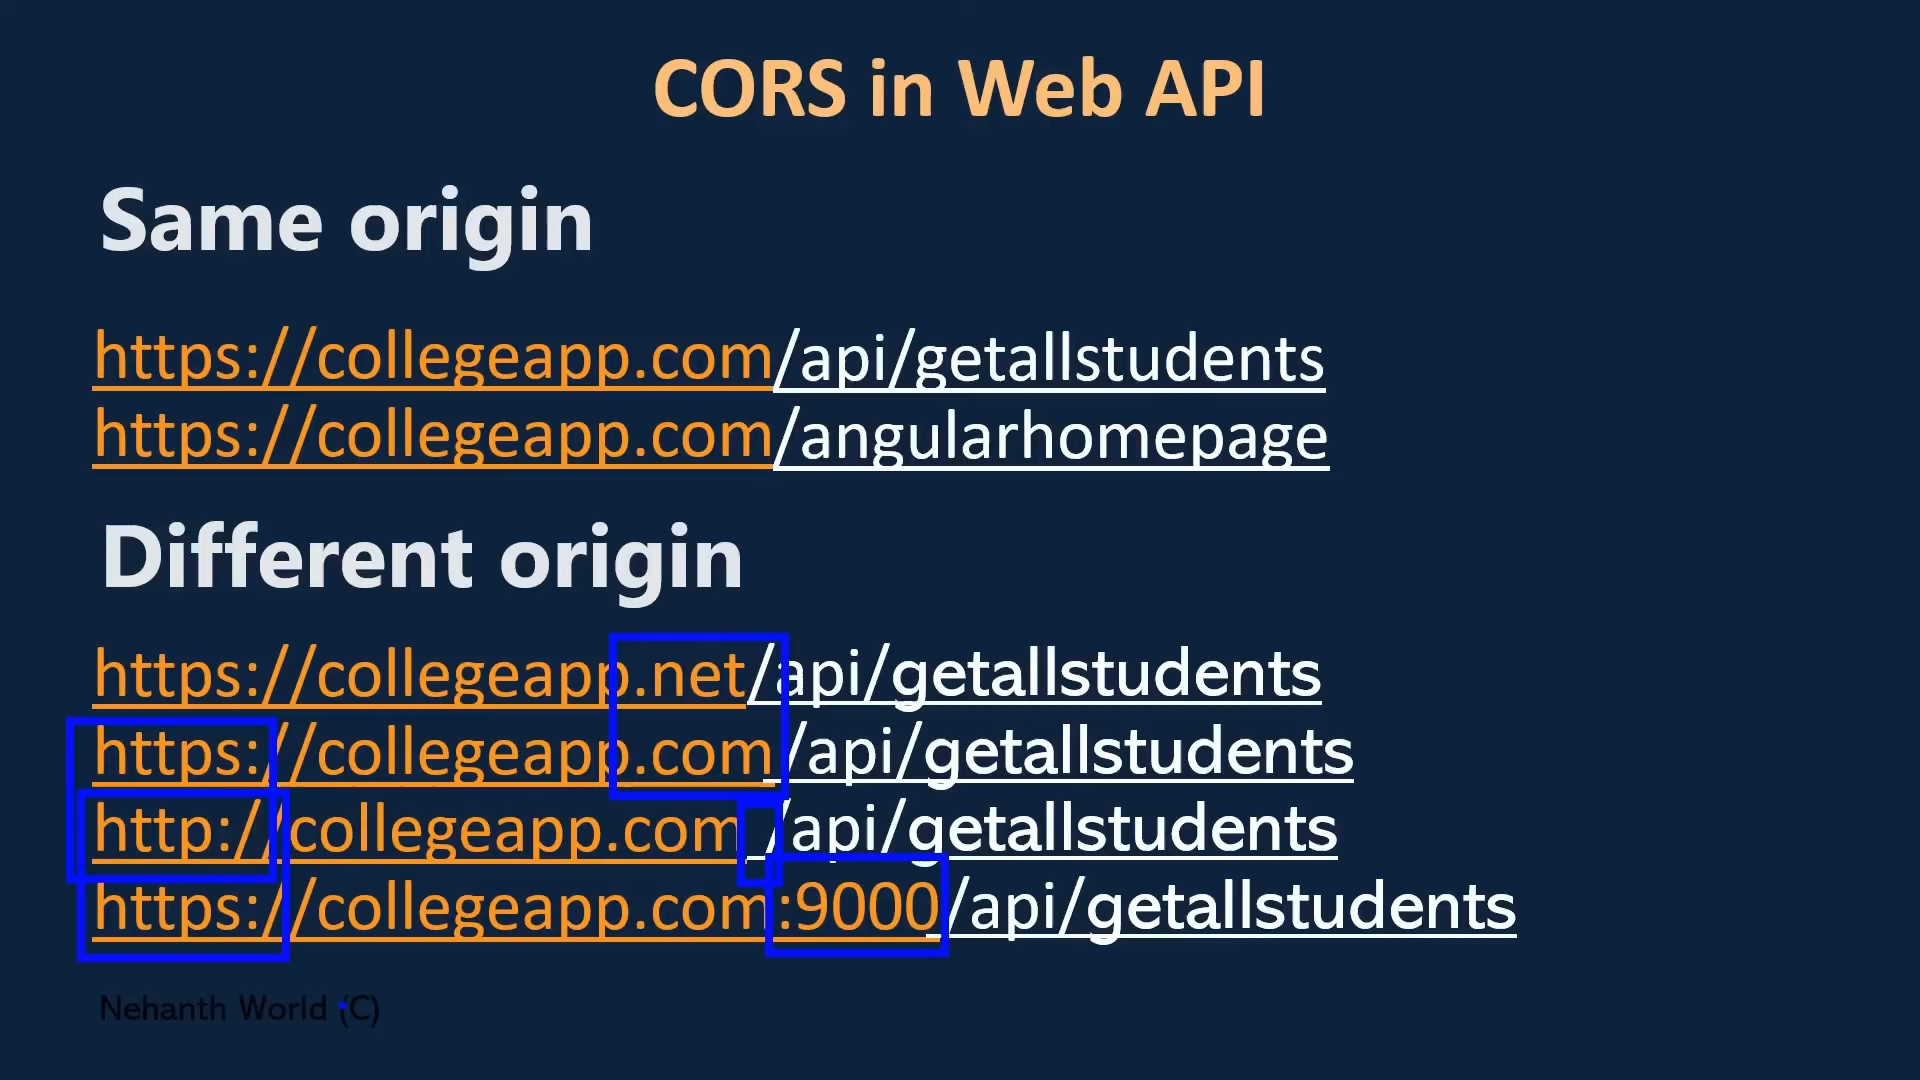 CORS in Web API
Same origin
https://collegeapp.com/api/getallstudents
https://collegeapp.com/angularhomepage
Different origin
https://collegeapp.net/api/getallstudents
https://collegeapp.com/api/getallstudents
http://collegeapp.com /api/getallstudents
https://collegeapp.com:9000/api/getallstudents
Nehanth World (C)